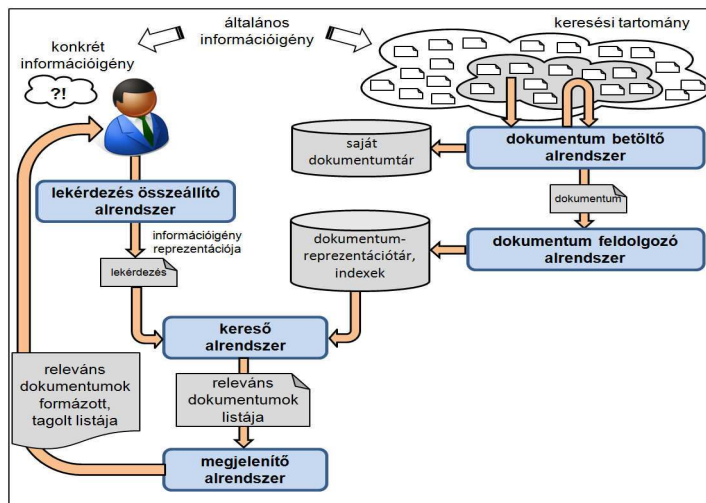 általános
információigény
keresési tartomány
konkrét
információigény
?!
saját
dokumentumtár
dokumentum betöltő
alrendszer
lekérdezés összeállító
alrendszer
dokumentum
információigény
reprezentációja
dokumentum-
reprezentációtár,
indexek
dokumentum feldolgozó
alrendszer
lekérdezés
kereső
alrendszer
releváns
dokumentumok
formázott,
tagolt listája
releváns
dokumentumok
listája
megjelenítő
alrendszer